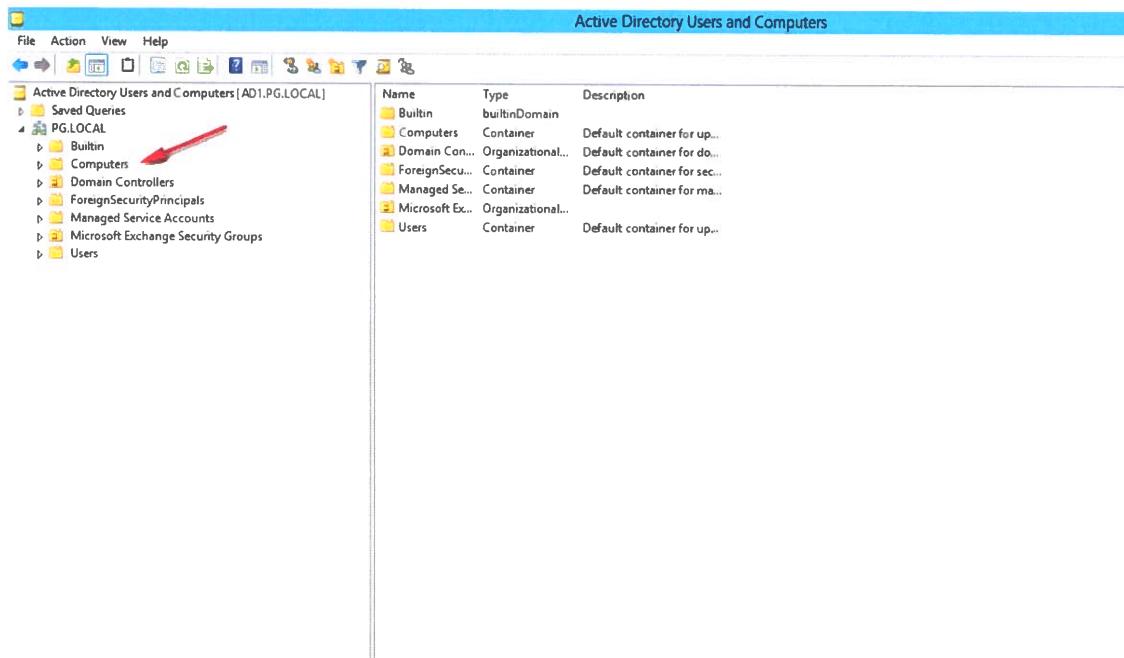 Active Directory Users and Computers
File Action View Help
Active Directory Users and Computers [AD1.PG.LOCAL]
Saved Queries
PG.LOCAL
Builtin
Computers
Domain Controllers
ForeignSecurityPrincipals
Managed Service Accounts
Microsoft Exchange Security Groups
Users
Name Type Description
Builtin builtinDomain
Computers Container Default container for up...
Domain Con... Organizational... Default container for do...
ForeignSecu... Container Default container for sec...
Managed Se... Container Default container for ma...
Microsoft Ex... Organizational...
Users Container Default container for up...